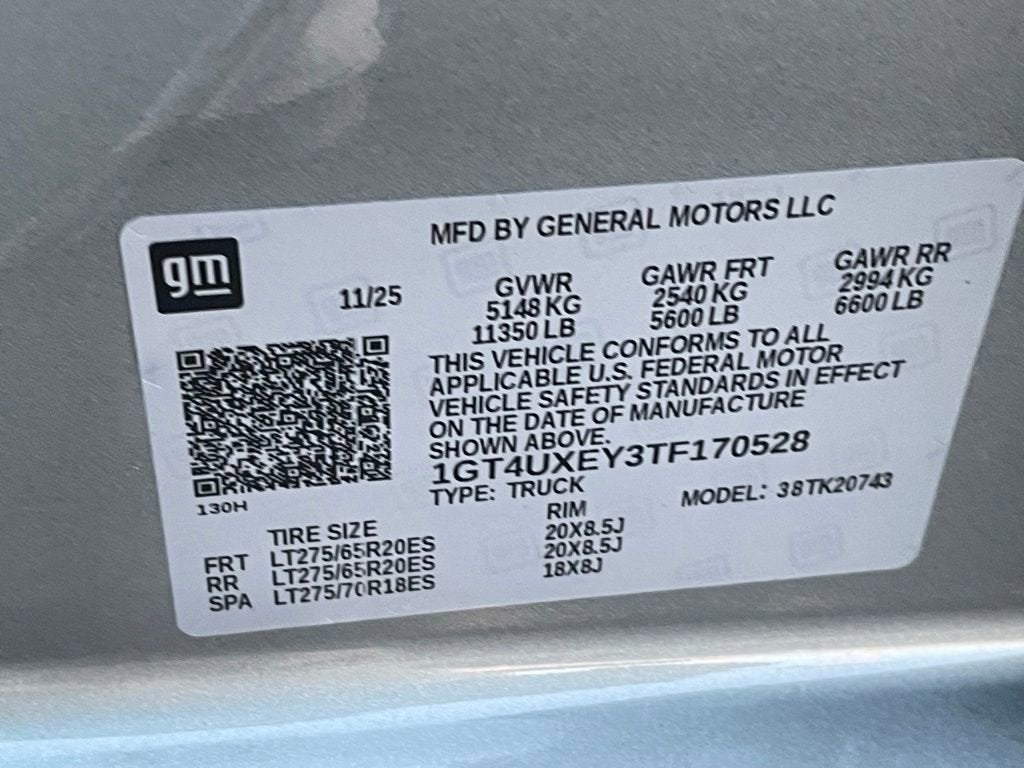 MFD BY GENERAL MOTORS LLC
gm
11/25
GVWR
5148 KG
11350 LB
GAWR FRT
2540 KG
5600 LB
GAWR RR
2994 KG
6600 LB
THIS VEHICLE CONFORMS TO ALL
APPLICABLE U.S. FEDERAL MOTOR
VEHICLE SAFETY STANDARDS IN EFFECT
ON THE DATE OF MANUFACTURE
SHOWN ABOVE.
1GT4UXEY3TF170528
TYPE: TRUCK
MODEL: 38TK20743
130H
TIRE SIZE RIM
FRT LT275/65R20ES 20X8.5J
RR LT275/65R20ES 20X8.5J
SPA LT275/70R18ES 18X8J